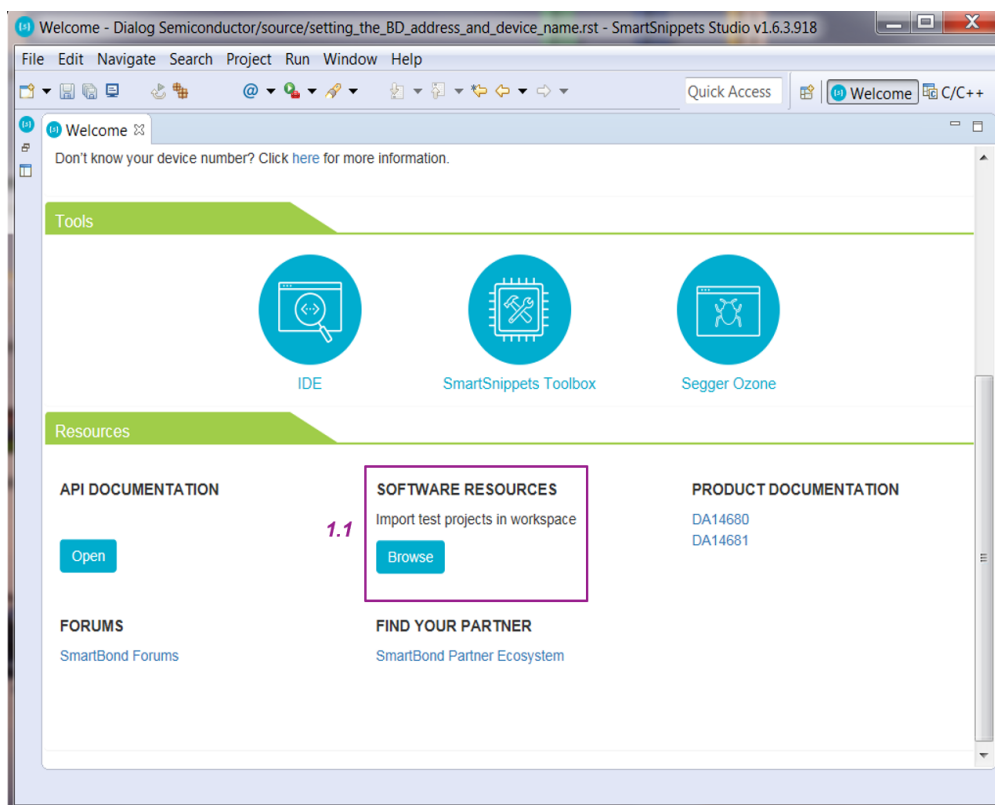 Welcome - Dialog Semiconductor/source/setting_the_BD_address_and_device_name.rst - SmartSnippets Studio v1.6.3.918
File Edit Navigate Search Project Run Window Help
Quick Access
Welcome
C/C++
Welcome
Don't know your device number? Click here for more information.
Tools
IDE
SmartSnippets Toolbox
Segger Ozone
Resources
API DOCUMENTATION
Open
1.1
SOFTWARE RESOURCES
Import test projects in workspace
Browse
PRODUCT DOCUMENTATION
DA14680
DA14681
FORUMS
SmartBond Forums
FIND YOUR PARTNER
SmartBond Partner Ecosystem